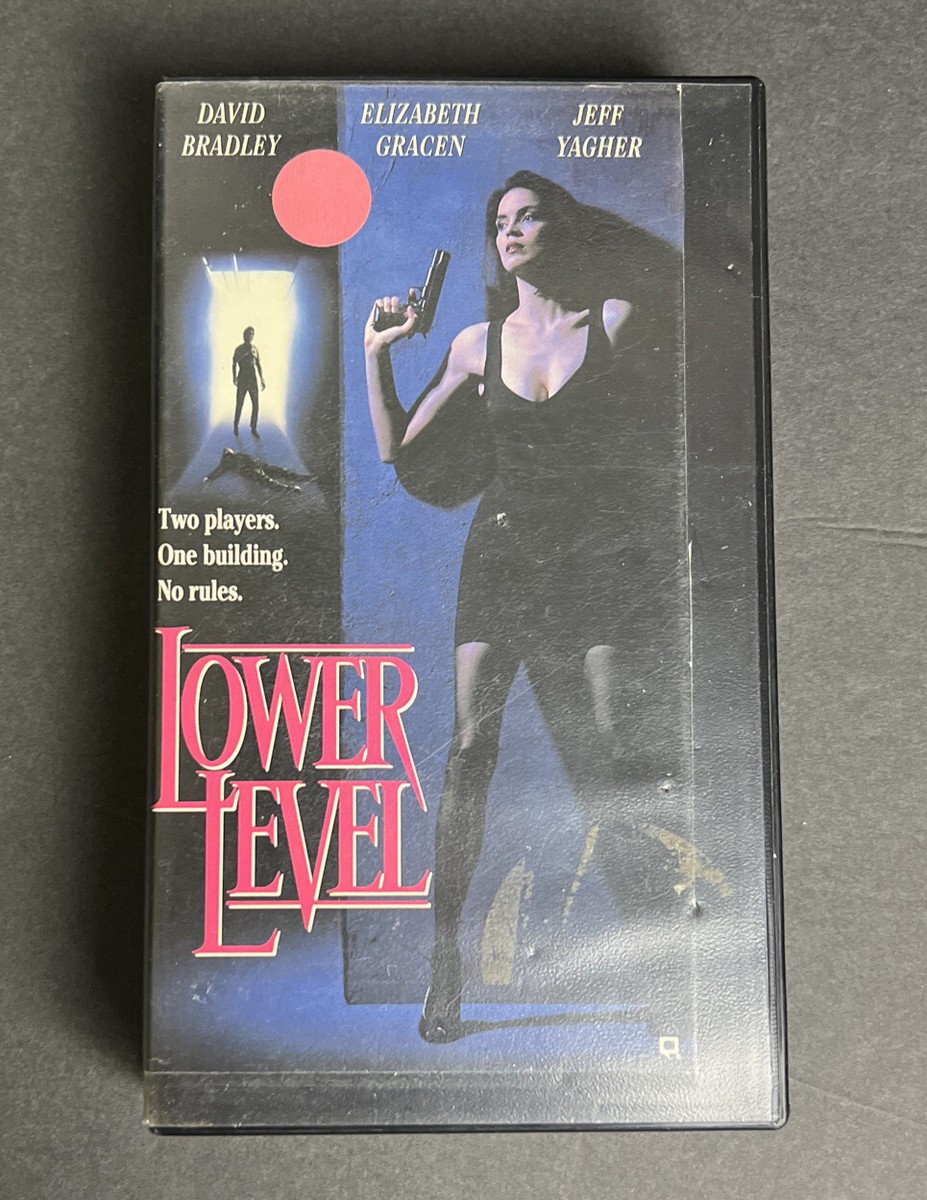 DAVID
BRADLEY
ELIZABETH
GRACEN
JEFF
YAGHER
Two players.
One building.
No rules.
LOWER
LEVEL